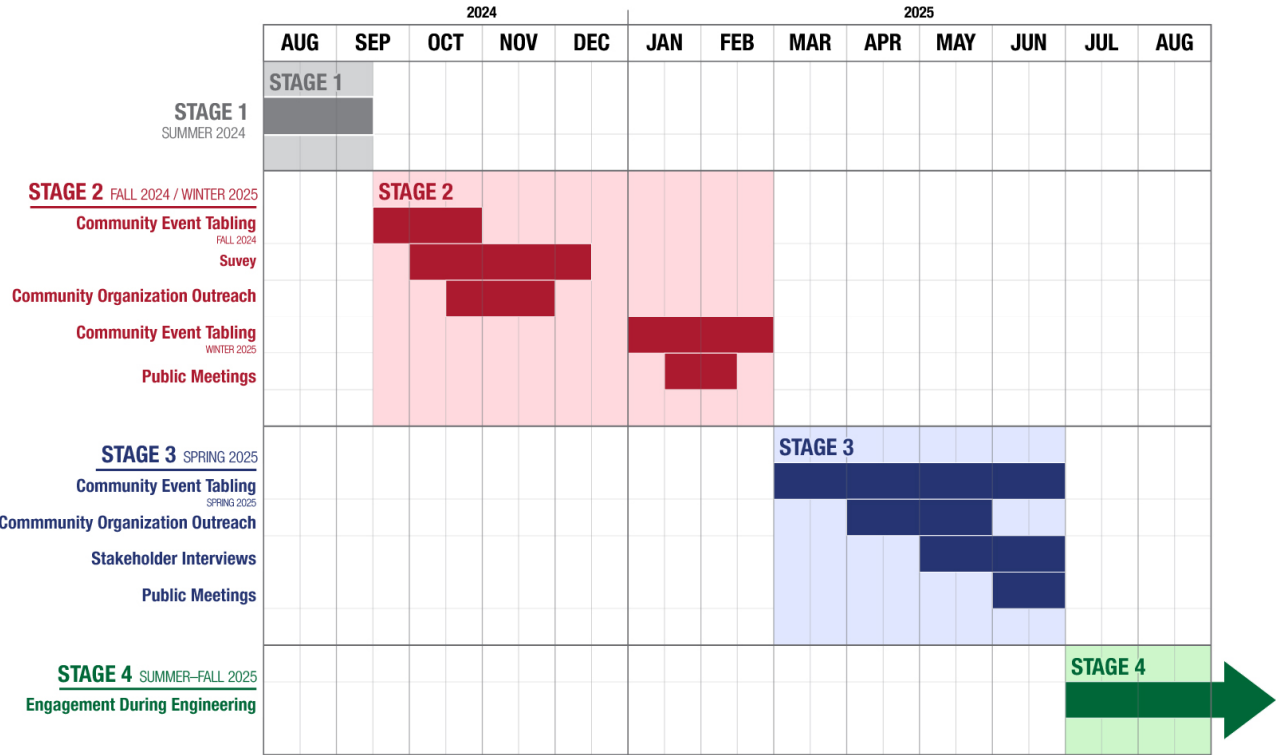 2024 2025
AUG SEP OCT NOV DEC JAN FEB MAR APR MAY JUN JUL AUG
STAGE 1
STAGE 1
SUMMER 2024
STAGE 2 FALL 2024 / WINTER 2025
STAGE 2
Community Event Tabling
FALL 2024
Suvey
Community Organization Outreach
Community Event Tabling
WINTER 2025
Public Meetings
STAGE 3 SPRING 2025
STAGE 3
Community Event Tabling
SPRING 2025
Commmunity Organization Outreach
Stakeholder Interviews
Public Meetings
STAGE 4 SUMMER–FALL 2025
STAGE 4
Engagement During Engineering